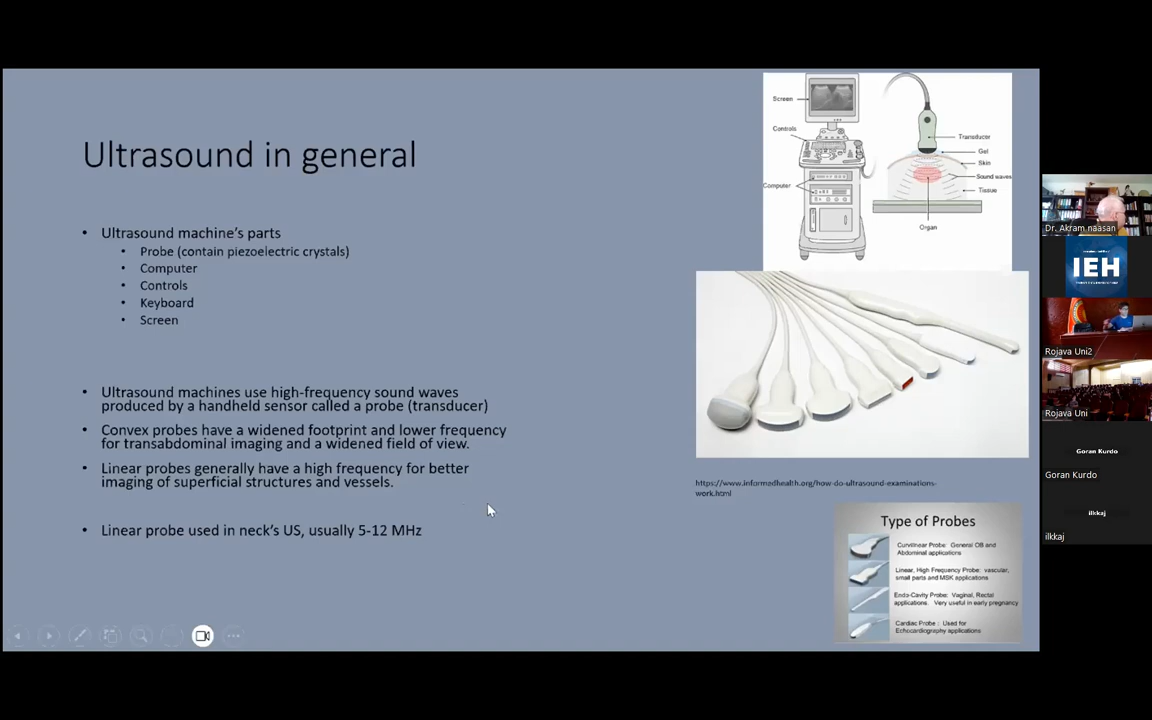 Ultrasound in general
• Ultrasound machine's parts
• Probe (contain piezoelectric crystals)
• Computer
• Controls
• Keyboard
• Screen
• Ultrasound machines use high-frequency sound waves
produced by a handheld sensor called a probe (transducer)
• Convex probes have a widened footprint and lower frequency
for transabdominal imaging and a widened field of view.
• Linear probes generally have a high frequency for better
imaging of superficial structures and vessels.
• Linear probe used in neck's US, usually 5-12 MHz
Screen
Controls
Computer
Transducer
Gel
Skin
Sound waves
Tissue
Organ
https://www.informedhealth.org/how-do-ultrasound-examinations-
work.html
Type of Probes
Curvilinear Probe: General OB and
Abdominal applications
Linear, High Frequency Probe: vascular,
small parts and MSK applications
Endo-Cavity Probe: Vaginal, Rectal
applications. Very useful in early pregnancy
Cardiac Probe: Used for
Echocardiography applications
Dr. Akram naasan
IEH
Rojava Uni2
Rojava Uni
Goran Kurdo
Goran Kurdo
ilkkaj
ilkkaj